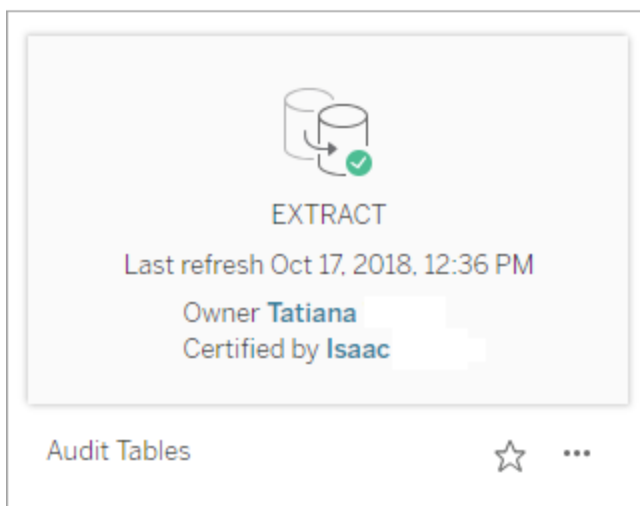 EXTRACT
Last refresh Oct 17, 2018, 12:36 PM
Owner Tatiana
Certified by Isaac
Audit Tables